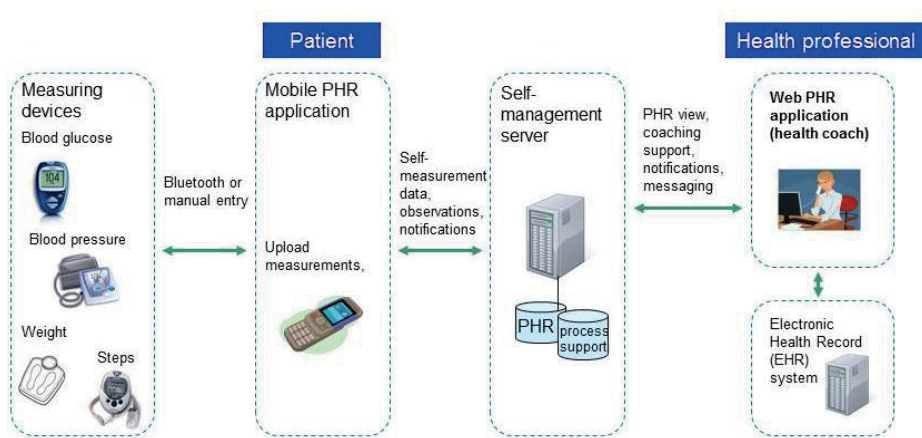 Patient
Health professional
Measuring
devices
Blood glucose
104
Blood pressure
Weight
Steps
Bluetooth or
manual entry
Mobile PHR
application
Upload
measurements,
Self-
measurement
data,
observations,
notifications
Self-
management
server
PHR
process
support
PHR view,
coaching
support,
notifications,
messaging
Web PHR
application
(health coach)
Electronic
Health Record
(EHR)
system